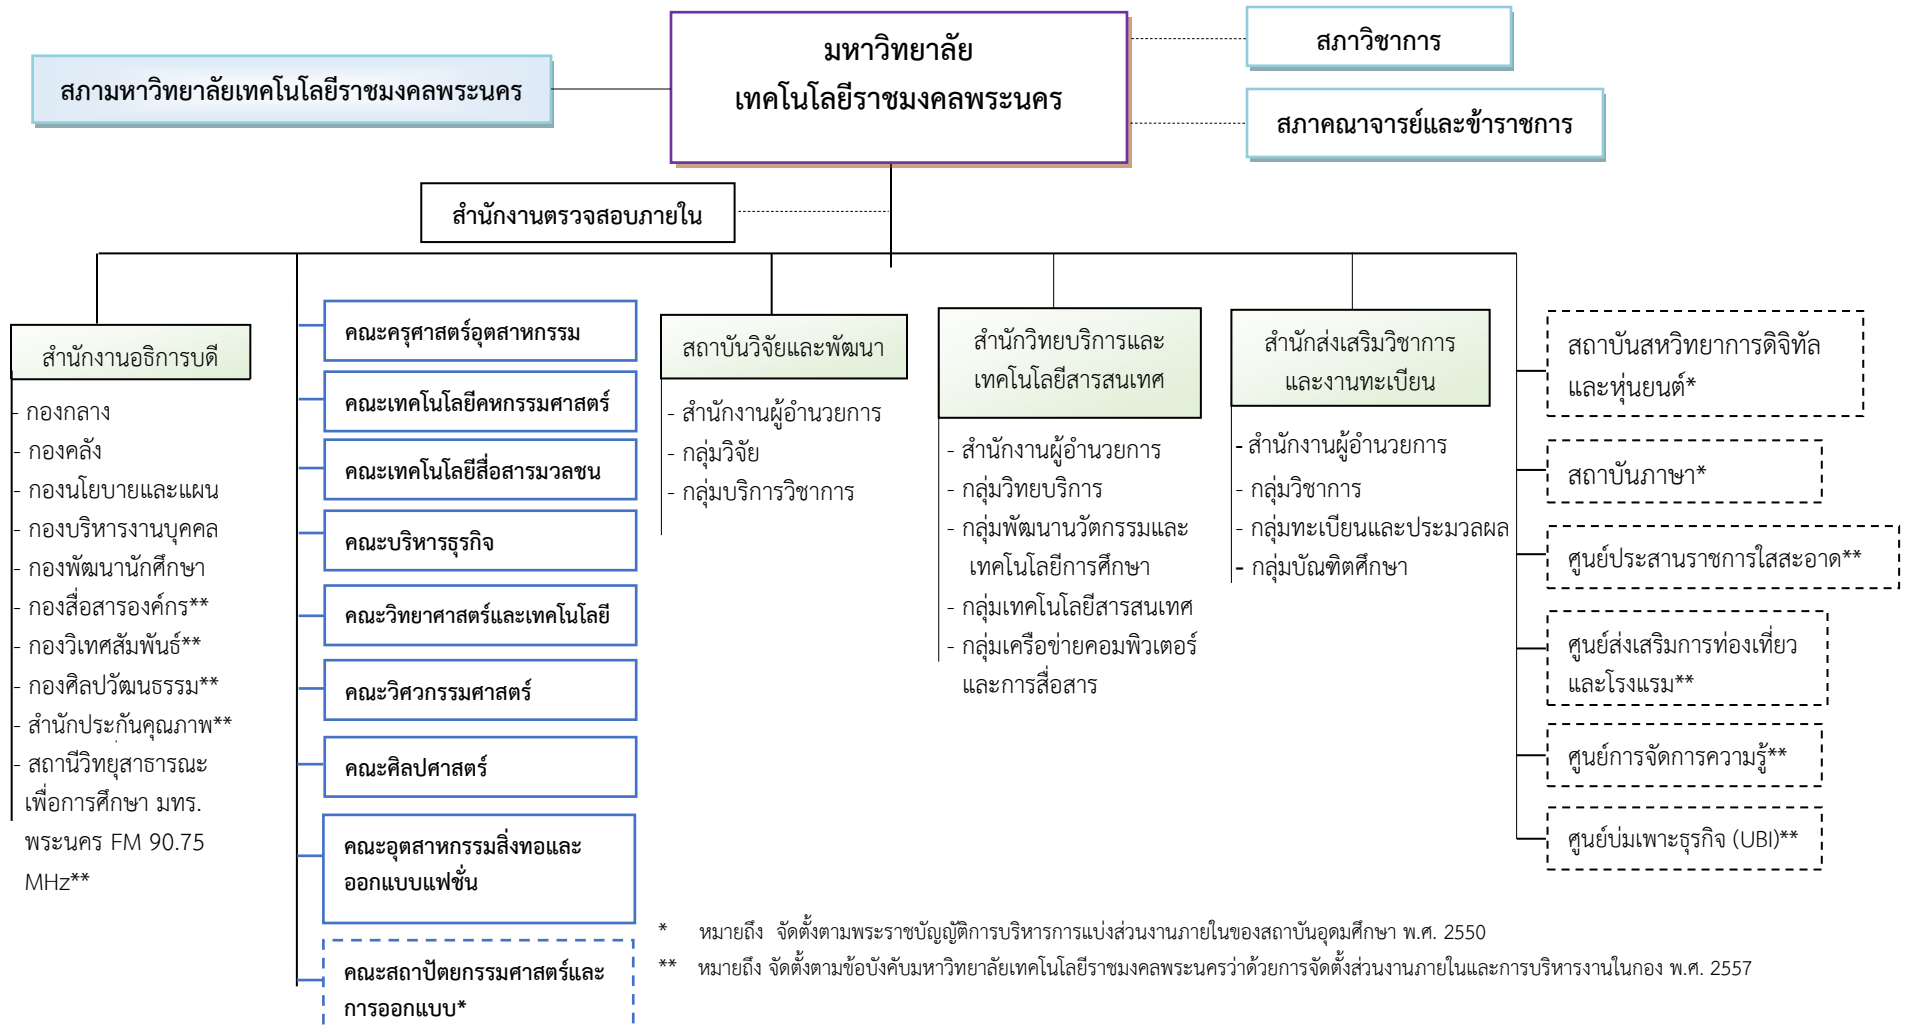 มหาวิทยาลัย
เทคโนโลยีราชมงคลพระนคร
สภามหาวิทยาลัยเทคโนโลยีราชมงคลพระนคร
สภาวิชาการ
สภาคณาจารย์และข้าราชการ
สำนักงานตรวจสอบภายใน
สำนักงานอธิการบดี
- กองกลาง
- กองคลัง
- กองนโยบายและแผน
- กองบริหารงานบุคคล
- กองพัฒนานักศึกษา
- กองสื่อสารองค์กร**
- กองวิเทศสัมพันธ์**
- กองศิลปวัฒนธรรม**
- สำนักประกันคุณภาพ**
- สถานีวิทยุสาธารณะ
เพื่อการศึกษา มทร.
พระนคร FM 90.75
MHz**
คณะครุศาสตร์อุตสาหกรรม
คณะเทคโนโลยีคหกรรมศาสตร์
คณะเทคโนโลยีสื่อสารมวลชน
คณะบริหารธุรกิจ
คณะวิทยาศาสตร์และเทคโนโลยี
คณะวิศวกรรมศาสตร์
คณะศิลปศาสตร์
คณะอุตสาหกรรมสิ่งทอและ
ออกแบบแฟชั่น
คณะสถาปัตยกรรมศาสตร์และ
การออกแบบ*
สถาบันวิจัยและพัฒนา
- สำนักงานผู้อำนวยการ
- กลุ่มวิจัย
- กลุ่มบริการวิชาการ
สำนักวิทยบริการและ
เทคโนโลยีสารสนเทศ
- สำนักงานผู้อำนวยการ
- กลุ่มวิทยบริการ
- กลุ่มพัฒนานวัตกรรมและ
เทคโนโลยีการศึกษา
- กลุ่มเทคโนโลยีสารสนเทศ
- กลุ่มเครือข่ายคอมพิวเตอร์
และการสื่อสาร
สำนักส่งเสริมวิชาการ
และงานทะเบียน
- สำนักงานผู้อำนวยการ
- กลุ่มวิชาการ
- กลุ่มทะเบียนและประมวลผล
- กลุ่มบัณฑิตศึกษา
สถาบันสหวิทยาการดิจิทัล
และหุ่นยนต์*
สถาบันภาษา*
ศูนย์ประสานราชการใสสะอาด**
ศูนย์ส่งเสริมการท่องเที่ยว
และโรงแรม**
ศูนย์การจัดการความรู้**
ศูนย์บ่มเพาะธุรกิจ (UBI)**
* หมายถึง จัดตั้งตามพระราชบัญญัติการบริหารการแบ่งส่วนงานภายในของสถาบันอุดมศึกษา พ.ศ. 2550
** หมายถึง จัดตั้งตามข้อบังคับมหาวิทยาลัยเทคโนโลยีราชมงคลพระนครว่าด้วยการจัดตั้งส่วนงานภายในและการบริหารงานในกอง พ.ศ. 2557